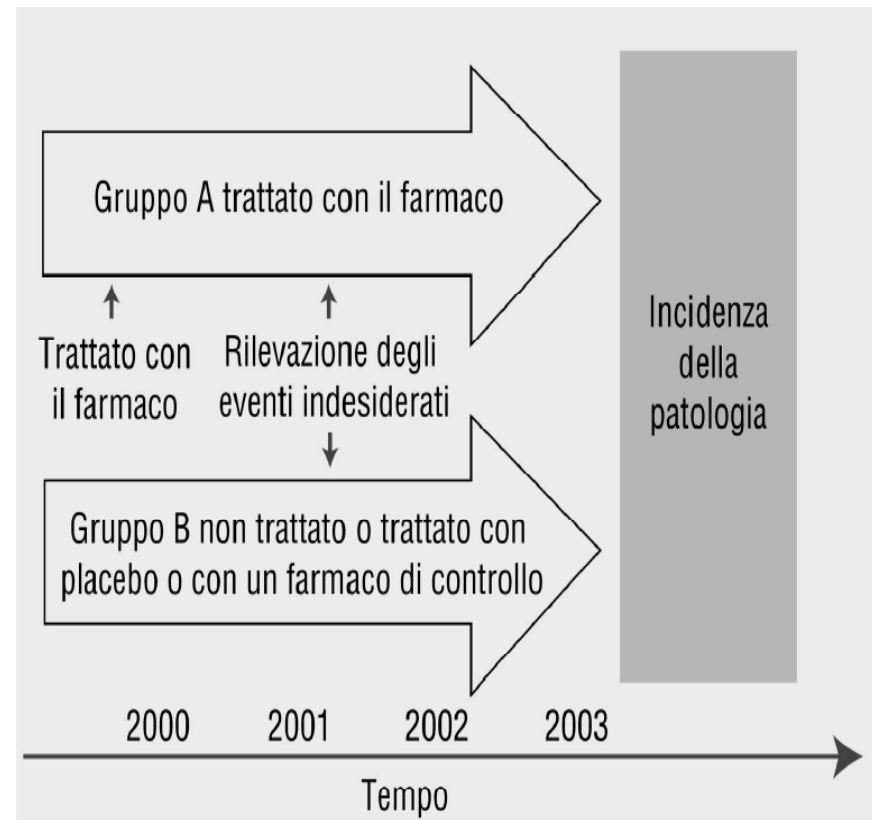 Gruppo A trattato con il farmaco
Trattato con
il farmaco
Rilevazione degli
eventi indesiderati
Gruppo B non trattato o trattato con
placebo o con un farmaco di controllo
Incidenza
della
patologia
2000 2001 2002 2003
Tempo